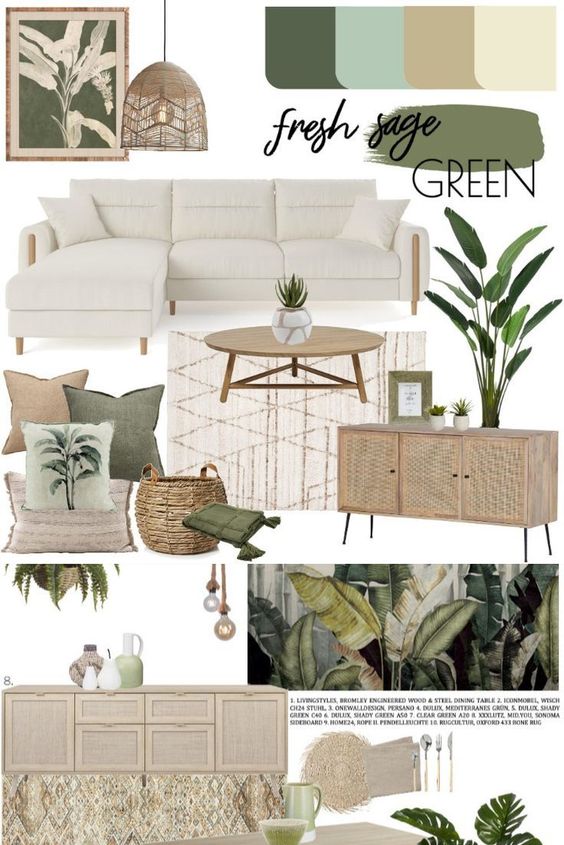 fresh sage
GREEN
8.
1. LIVINGSTYLES, BROMLEY ENGINEERED WOOD & STEEL DINING TABLE 2. ICONMOBEL, WISCH
CH24 STUHL, 3. ONEWALLDESIGN, PERSANO 4. DULUX, MEDITERRANES GRÜN, 5. DULUX, SHADY
GREEN C40 6. DULUX, SHADY GREEN A50 7. CLEAR GREEN A20 8. XXXLUTZ, MID.YOU, SONOMA
SIDEBOARD 9. HOME24, ROPE II PENDELLEUCHTE 10. RUGCULTUR, OXFORD 433 BONE RUG